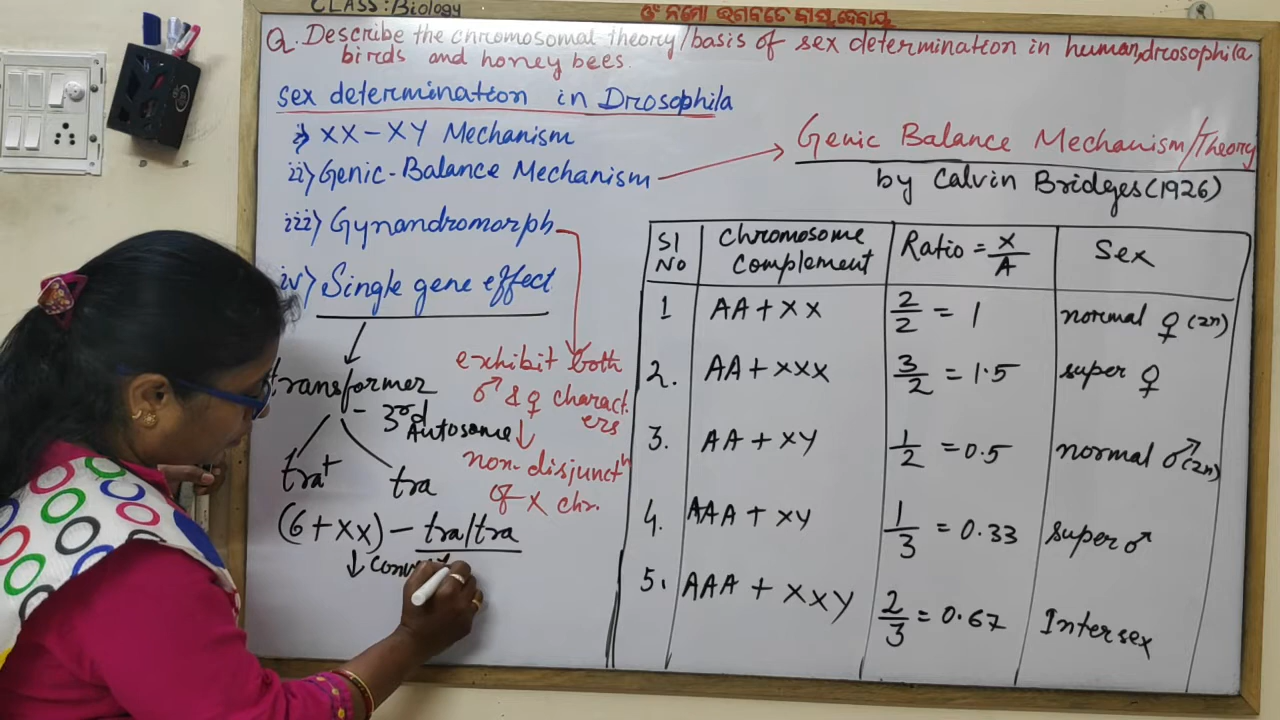 CLASS: Biology
ଓଁ ନମୋ ଭଗବତେ ବାସୁଦେବାୟ
Q. Describe the chromosomal theory/basis of sex determination in human, drosophila
birds and honey bees.
sex determination in Drosophila
i) XX-XY Mechanism
ii) Genic-Balance Mechanism
iii) Gynandromorph
iv) Single gene effect
transformer
- 3rd Autosome
tra+ tra
(6+XX) - tra/tra
↓
exhibit both
♂ & ♀ charact
ers
↓
non-disjunctn
of X chr.
Genic Balance Mechanism/Theory
by Calvin Bridges (1926)
Sl No | Chromosome Complement | Ratio = X/A | Sex
1 | AA + XX | 2/2 = 1 | normal ♀ (2n)
2. | AA + XXX | 3/2 = 1.5 | super ♀
3. | AA + XY | 1/2 = 0.5 | normal ♂ (2n)
4. | AAA + XY | 1/3 = 0.33 | super ♂
5. | AAA + XXY | 2/3 = 0.67 | Intersex